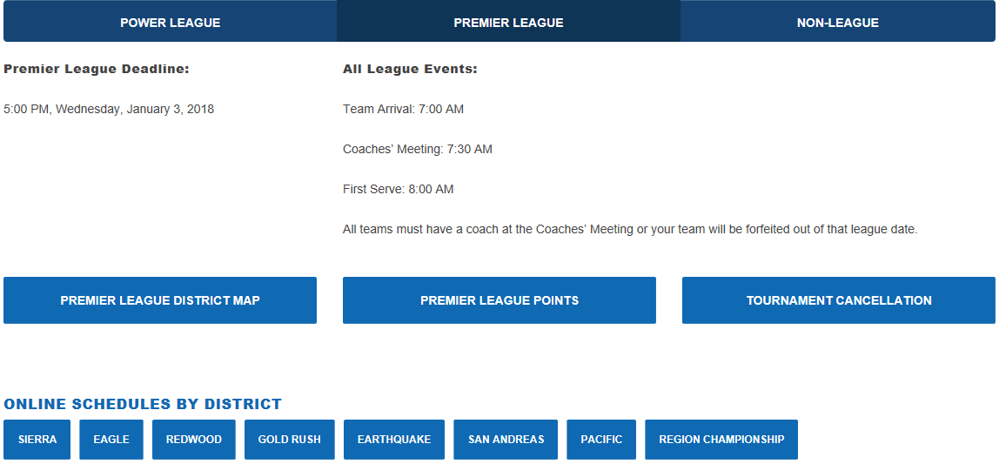 POWER LEAGUE
PREMIER LEAGUE
NON-LEAGUE
Premier League Deadline:
5:00 PM, Wednesday, January 3, 2018
All League Events:
Team Arrival: 7:00 AM
Coaches’ Meeting: 7:30 AM
First Serve: 8:00 AM
All teams must have a coach at the Coaches’ Meeting or your team will be forfeited out of that league date.
PREMIER LEAGUE DISTRICT MAP
PREMIER LEAGUE POINTS
TOURNAMENT CANCELLATION
ONLINE SCHEDULES BY DISTRICT
SIERRA
EAGLE
REDWOOD
GOLD RUSH
EARTHQUAKE
SAN ANDREAS
PACIFIC
REGION CHAMPIONSHIP